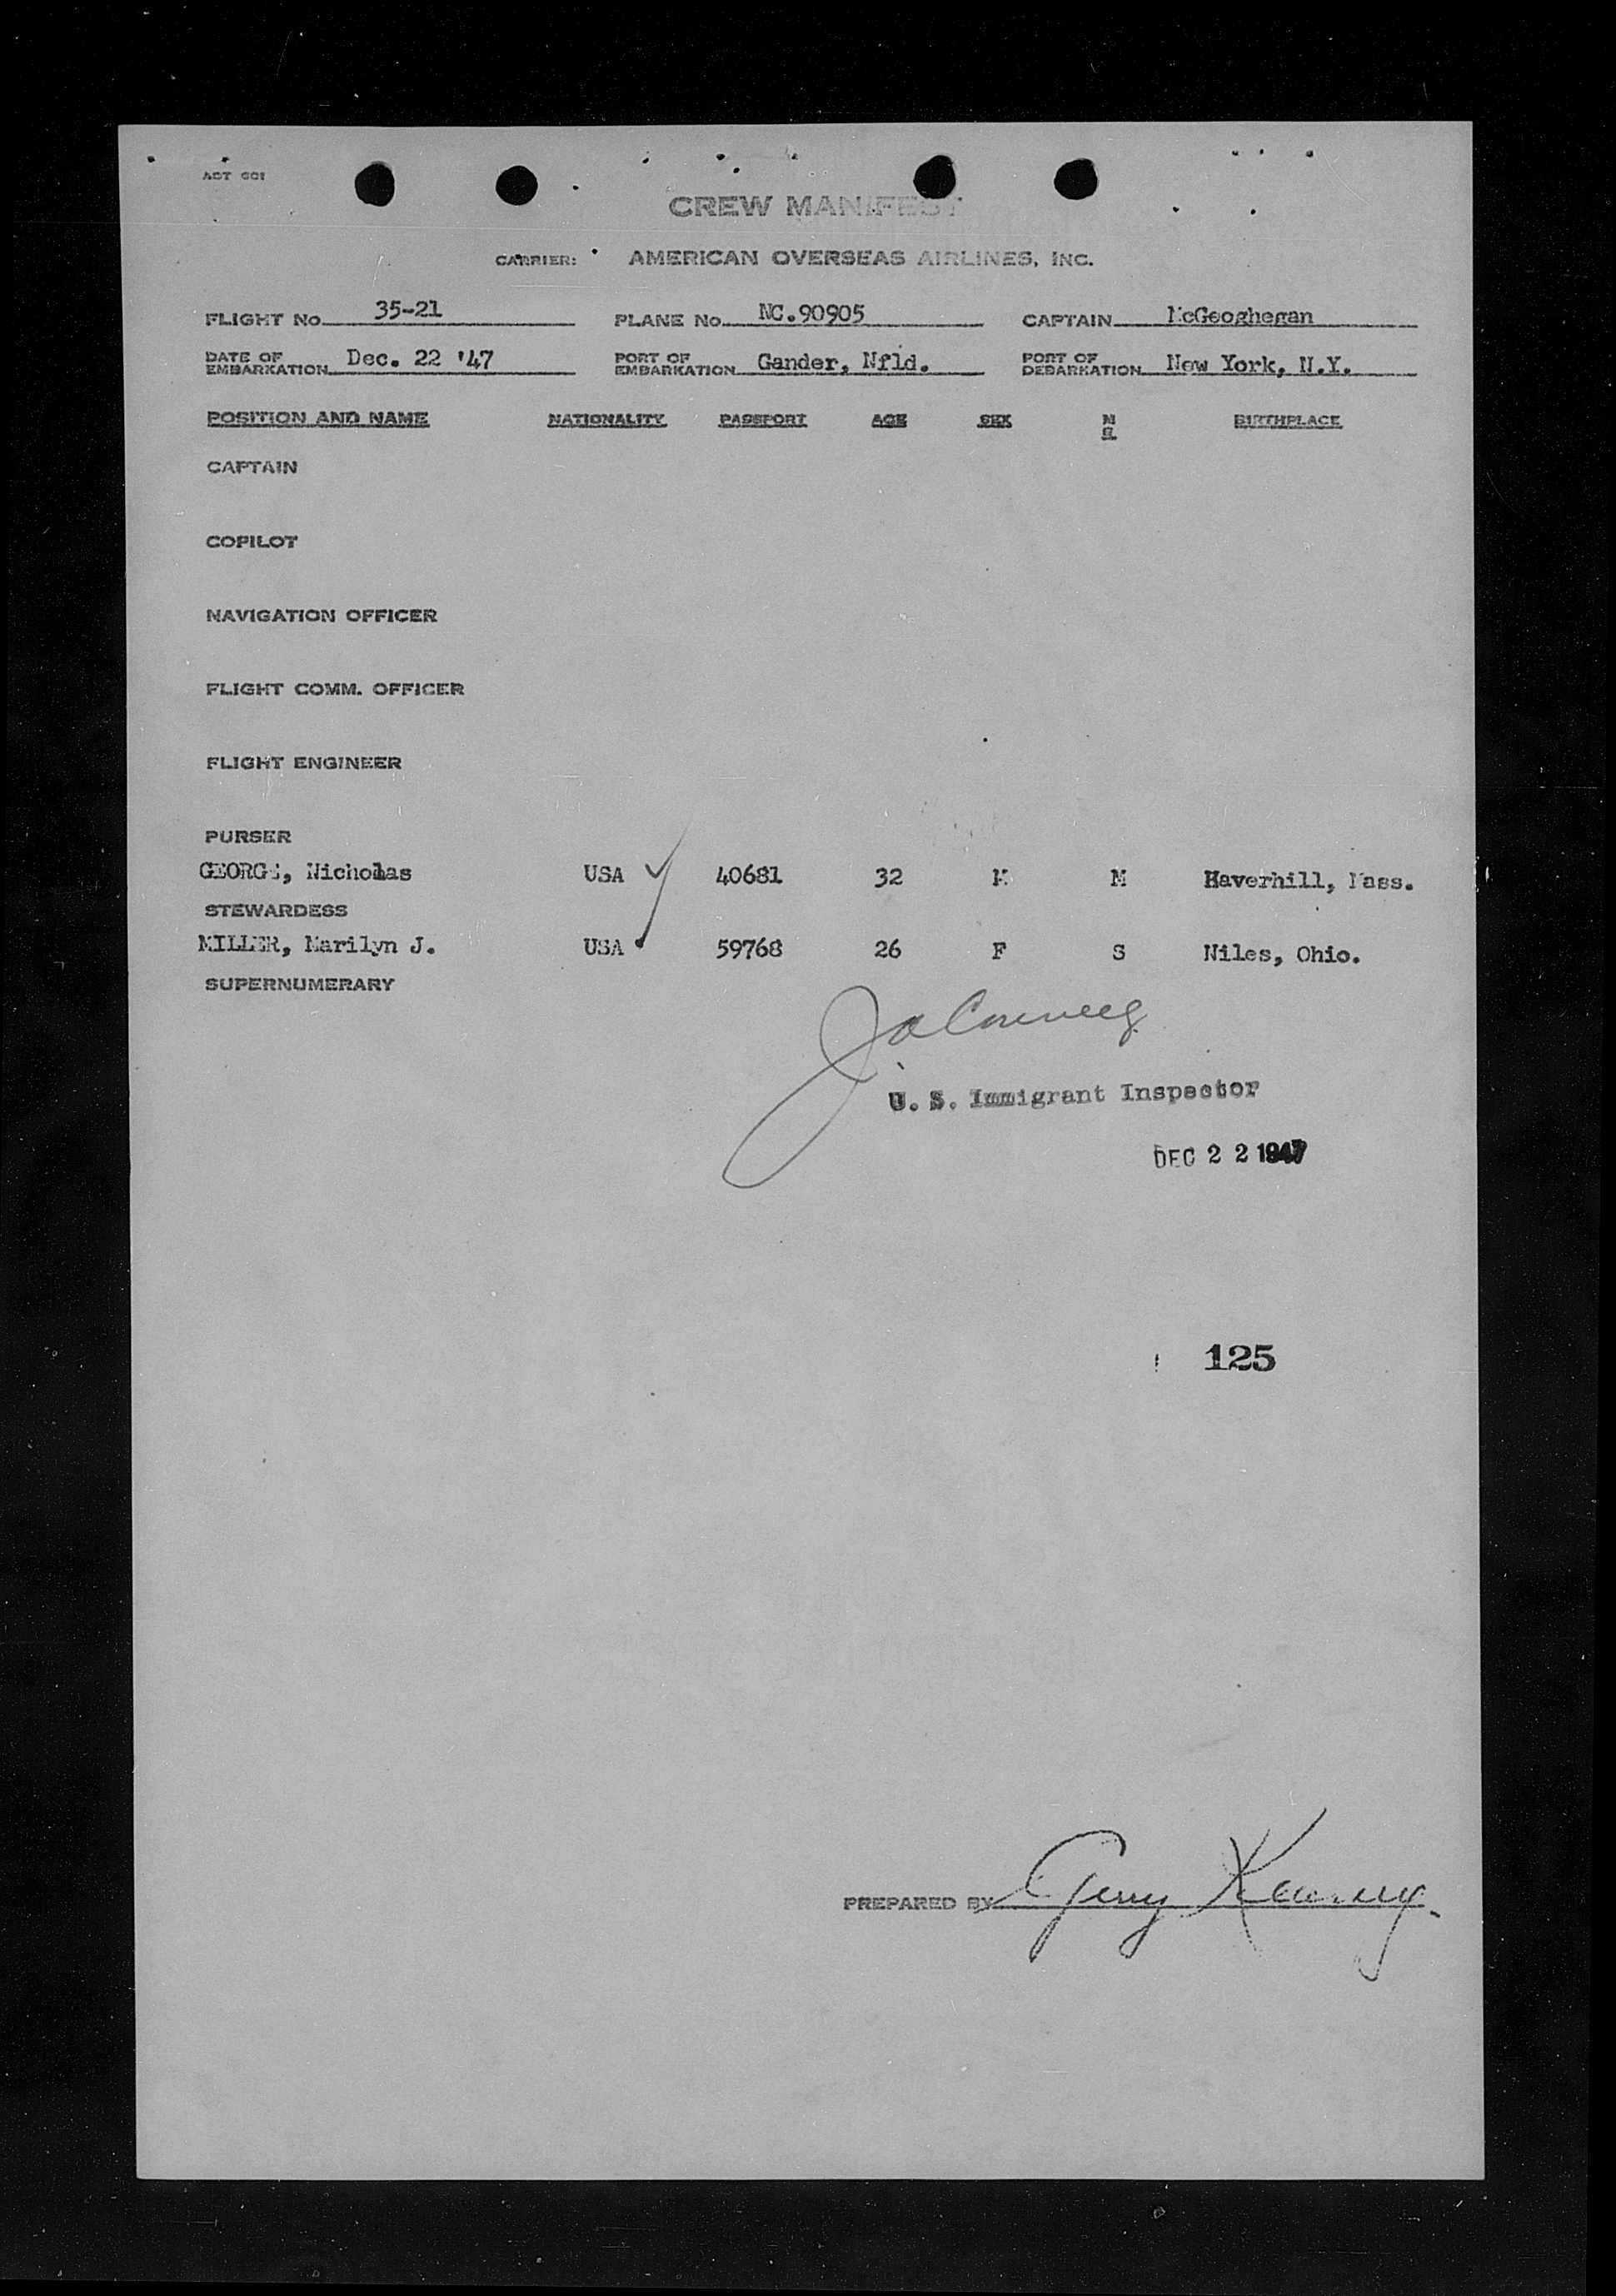 CREW MANIFEST
CARRIER: AMERICAN OVERSEAS AIRLINES, INC.
FLIGHT No. 35-21 PLANE No. NC.90905 CAPTAIN McGeoghegan
DATE OF EMBARKATION Dec. 22 '47 PORT OF EMBARKATION Gander, Nfld. PORT OF DEBARKATION New York, N.Y.
POSITION AND NAME NATIONALITY PASSPORT AGE SEX M S BIRTHPLACE
CAPTAIN
COPILOT
NAVIGATION OFFICER
FLIGHT COMM. OFFICER
FLIGHT ENGINEER
PURSER
GEORGE, Nicholas USA 40681 32 M M Haverhill, Mass.
STEWARDESS
MILLER, Marilyn J. USA 59768 26 F S Niles, Ohio.
SUPERNUMERARY
U. S. Immigrant Inspector
DEC 22 1947
125
PREPARED BY Gerry Kearney.